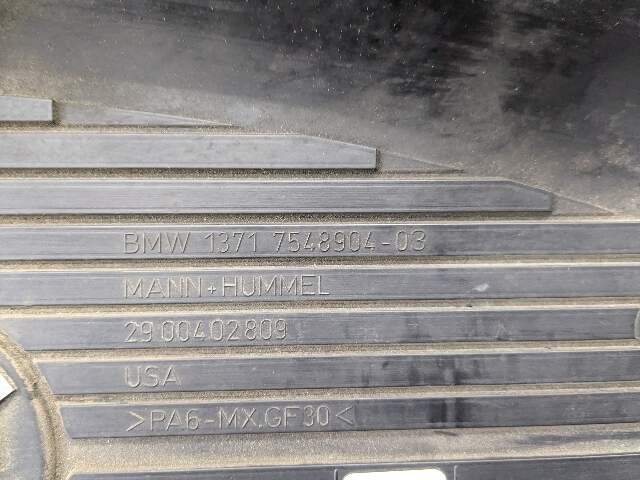 BMW 1371 7548904-03
MANN+HUMMEL
29 00402809
USA
>PA6-MX.GF30<